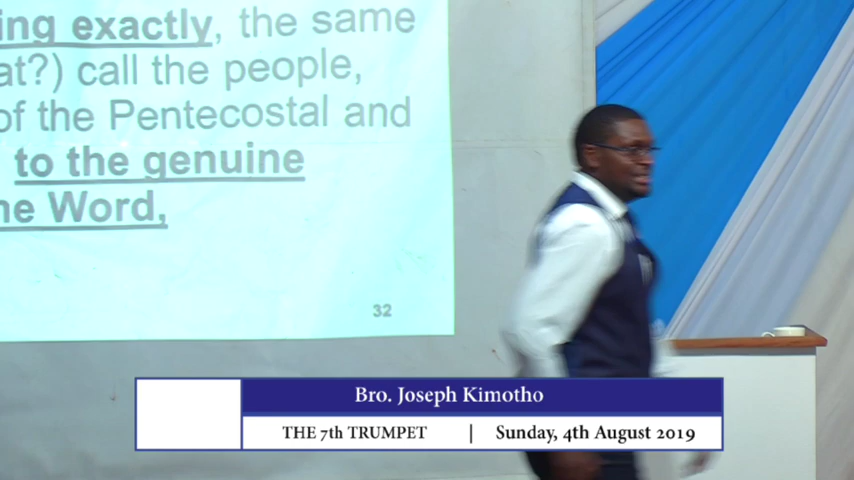 ing exactly, the same
at?) call the people,
of the Pentecostal and
to the genuine
he Word,
32
Bro. Joseph Kimotho
THE 7th TRUMPET | Sunday, 4th August 2019